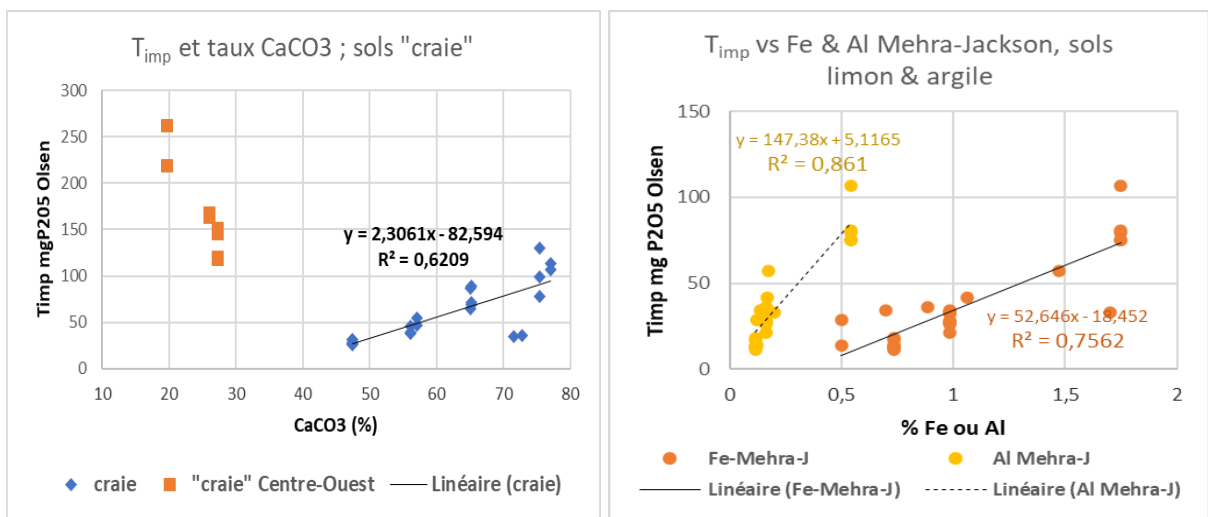 T_imp et taux CaCO3 ; sols "craie"
Timp mgP205 Olsen
300
250
200
150
100
50
0
y = 2,3061x - 82,594
R² = 0,6209
10 20 30 40 50 60 70 80
CaCO3 (%)
craie "craie" Centre-Ouest Linéaire (craie)
T_imp vs Fe & Al Mehra-Jackson, sols
limon & argile
Timp mg P2O5 Olsen
150
100
50
0
y = 147,38x + 5,1165
R² = 0,861
y = 52,646x - 18,452
R² = 0,7562
0 0,5 1 1,5 2
% Fe ou Al
Fe-Mehra-J Al Mehra-J
Linéaire (Fe-Mehra-J) Linéaire (Al Mehra-J)